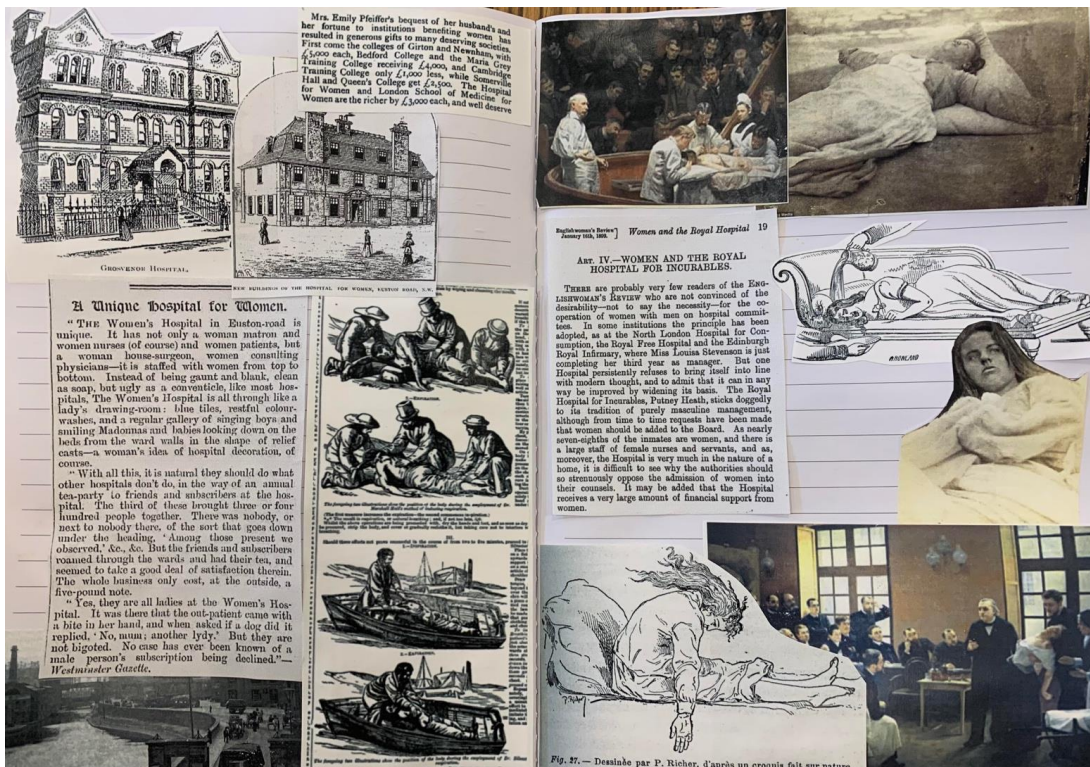 Mrs. Emily Pfeiffer's bequest of her husband's and
her fortune to institutions benefiting women has
resulted in generous gifts to many deserving societies.
First come the colleges of Girton and Newnham, with
£5,000 each, Bedford College and the Maria Grey
Training College receiving £4,000, and Cambridge
Training College only £1,000 less, while Somerville
Hall and Queen's College get £2,500. The Hospital
for Women and London School of Medicine for
Women are the richer by £3,000 each, and well deserve
GROSVENOR HOSPITAL.
NEW BUILDINGS OF THE HOSPITAL FOR WOMEN, EUSTON ROAD, N.W.
A Unique Hospital for Women.
"THE Women's Hospital in Euston-road is
unique. It has not only a woman matron and
women nurses (of course) and women patients, but
a woman house-surgeon, women consulting
physicians—it is staffed with women from top to
bottom. Instead of being gaunt and blank, clean
as soap, but ugly as a conventicle, like most hos-
pitals, The Women's Hospital is all through like a
lady's drawing-room: blue tiles, restful colour-
washes, and a regular gallery of singing boys and
smiling Madonnas and babies looking down on the
beds from the ward walls in the shape of relief
casts—a woman's idea of hospital decoration, of
course.
"With all this, it is natural they should do what
other hospitals don't do, in the way of an annual
tea-party to friends and subscribers at the hos-
pital. The third of these brought three or four
hundred people together. There was nobody, or
next to nobody there, of the sort that goes down
under the heading, 'Among those present we
observed,' &c., &c. But the friends and subscribers
roamed through the wards and had their tea, and
seemed to take a good deal of satisfaction therein.
The whole business only cost, at the outside, a
five-pound note.
"Yes, they are all ladies at the Women's Hos-
pital. It was there that the out-patient came with
a bite in her hand, and when asked if a dog did it
replied, 'No, mum; another lydy.' But they are
not bigoted. No case has ever been known of a
male person's subscription being declined."—
Westminster Gazette.
Englishwoman's Review
January 16th, 1893.
Women and the Royal Hospital 19
ART. IV.—WOMEN AND THE ROYAL
HOSPITAL FOR INCURABLES.
THERE are probably very few readers of the ENG-
LISHWOMAN'S REVIEW who are not convinced of the
desirability—not to say the necessity—for the co-
operation of women with men on hospital commit-
tees. In some institutions the principle has been
adopted, as at the North London Hospital for Con-
sumption, the Royal Free Hospital and the Edinburgh
Royal Infirmary, where Miss Louisa Stevenson is just
completing her third year as manager. But one
Hospital persistently refuses to bring itself into line
with modern thought, and to admit that it can in any
way be improved by widening its basis. The Royal
Hospital for Incurables, Putney Heath, sticks doggedly
to its tradition of purely masculine management,
although from time to time requests have been made
that women should be added to the Board. As nearly
seven-eighths of the inmates are women, and there is
a large staff of female nurses and servants, and as,
moreover, the Hospital is very much in the nature of a
home, it is difficult to see why the authorities should
so strenuously oppose the admission of women into
their counsels. It may be added that the Hospital
receives a very large amount of financial support from
women.
Fig. 27. — Dessinée par P. Richer, d'après un croquis fait sur nature